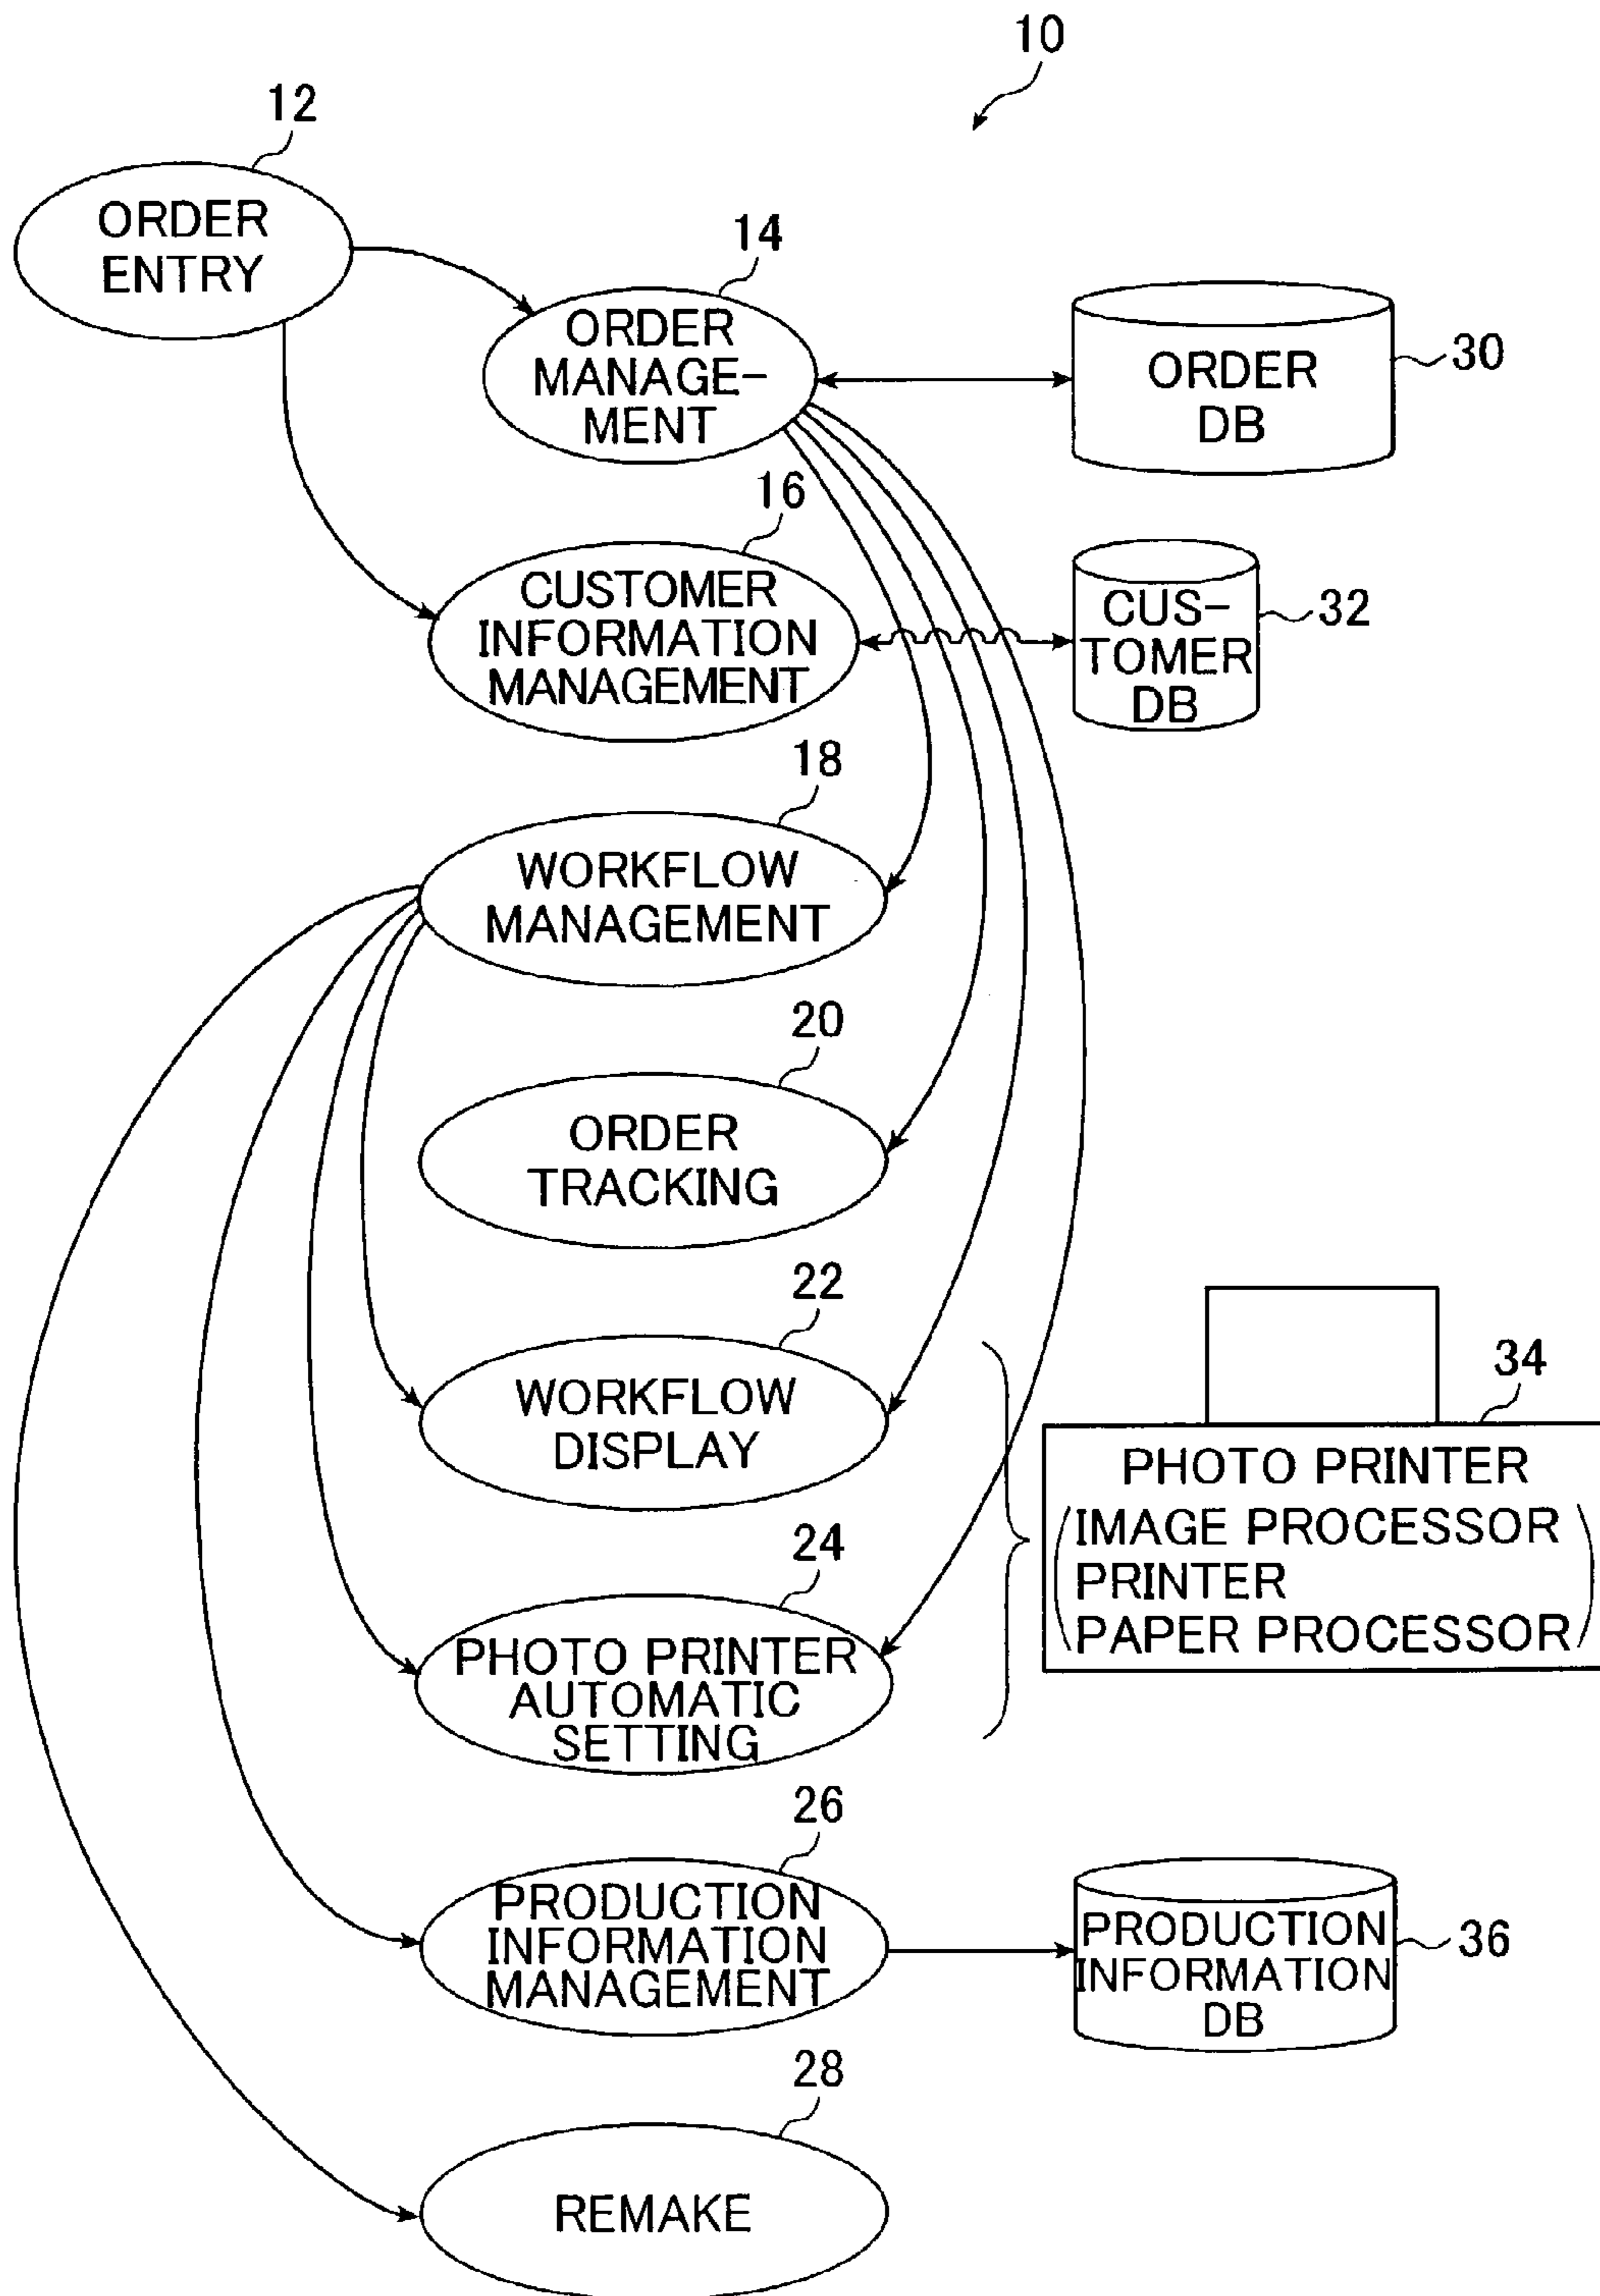 10
12
ORDER
ENTRY
14
ORDER
MANAGE-
MENT
ORDER
DB
30
16
CUSTOMER
INFORMATION
MANAGEMENT
CUS-
TOMER
DB
32
18
WORKFLOW
MANAGEMENT
20
ORDER
TRACKING
22
WORKFLOW
DISPLAY
34
PHOTO PRINTER
(IMAGE PROCESSOR
PRINTER
PAPER PROCESSOR)
24
PHOTO PRINTER
AUTOMATIC
SETTING
26
PRODUCTION
INFORMATION
MANAGEMENT
PRODUCTION
INFORMATION
DB
36
28
REMAKE